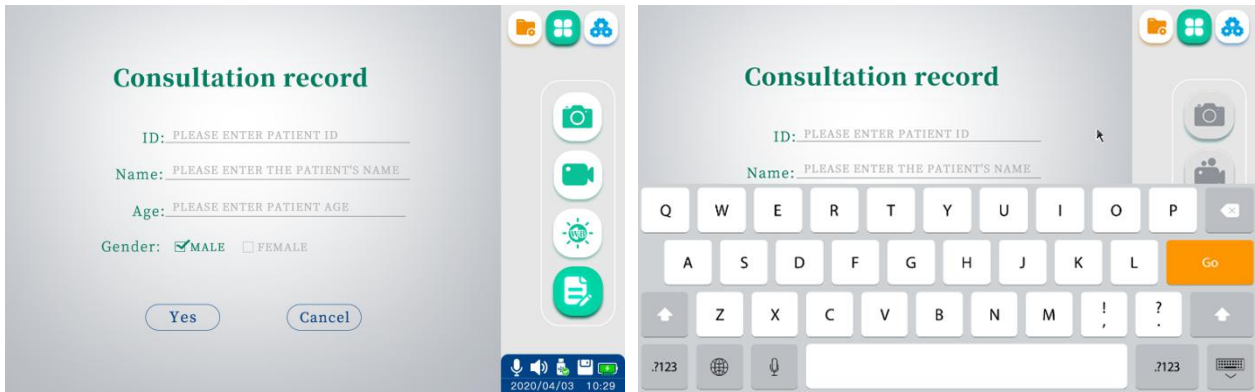 Consultation record
ID: PLEASE ENTER PATIENT ID
Name: PLEASE ENTER THE PATIENT'S NAME
Age: PLEASE ENTER PATIENT AGE
Gender: MALE FEMALE
Yes Cancel
WB
2020/04/03 10:29
Consultation record
ID: PLEASE ENTER PATIENT ID
Name: PLEASE ENTER THE PATIENT'S NAME
Q W E R T Y U I O P
A S D F G H J K L Go
Z X C V B N M ! , ? .
.?123 .?123